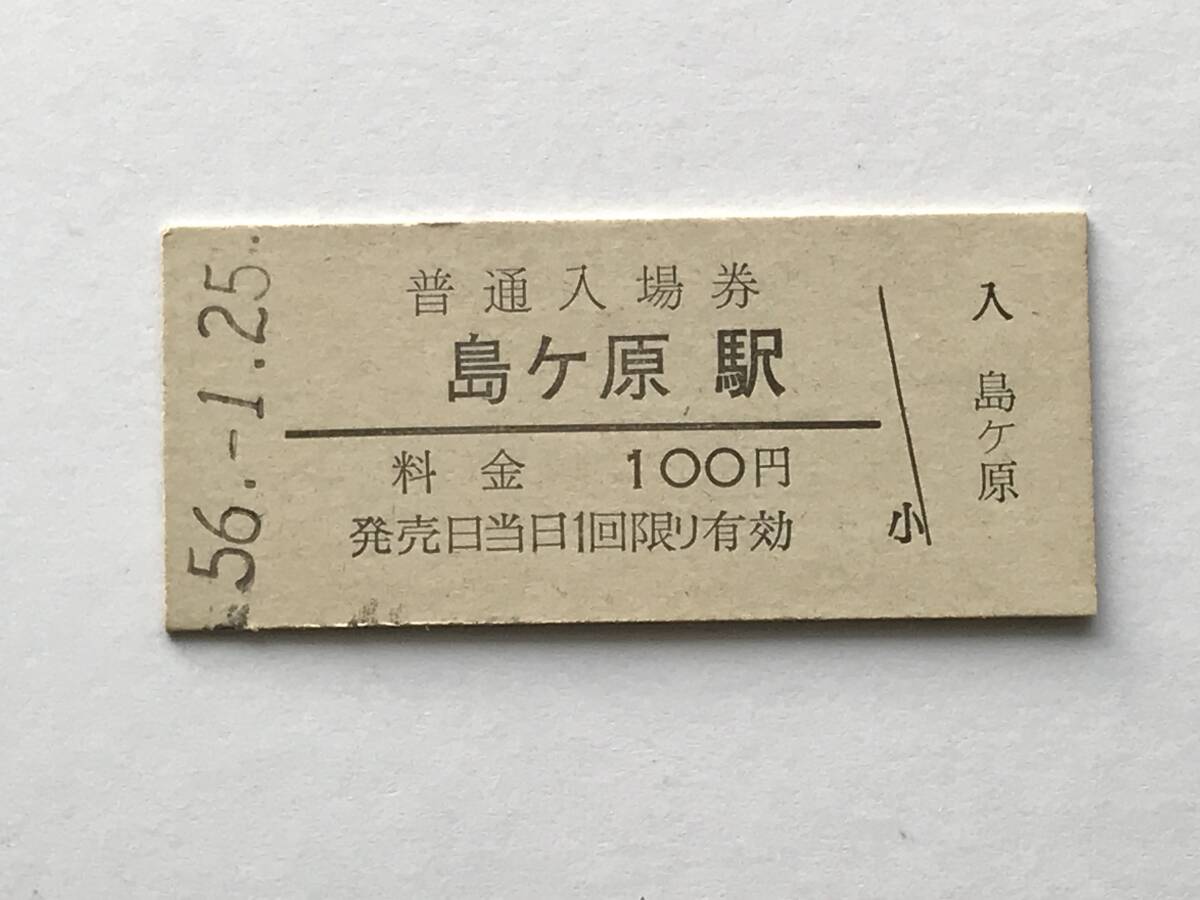 56.-1.25
普通入場券
島ケ原 駅
料金 100円
発売日当日1回限り有効
小
入
島ケ原